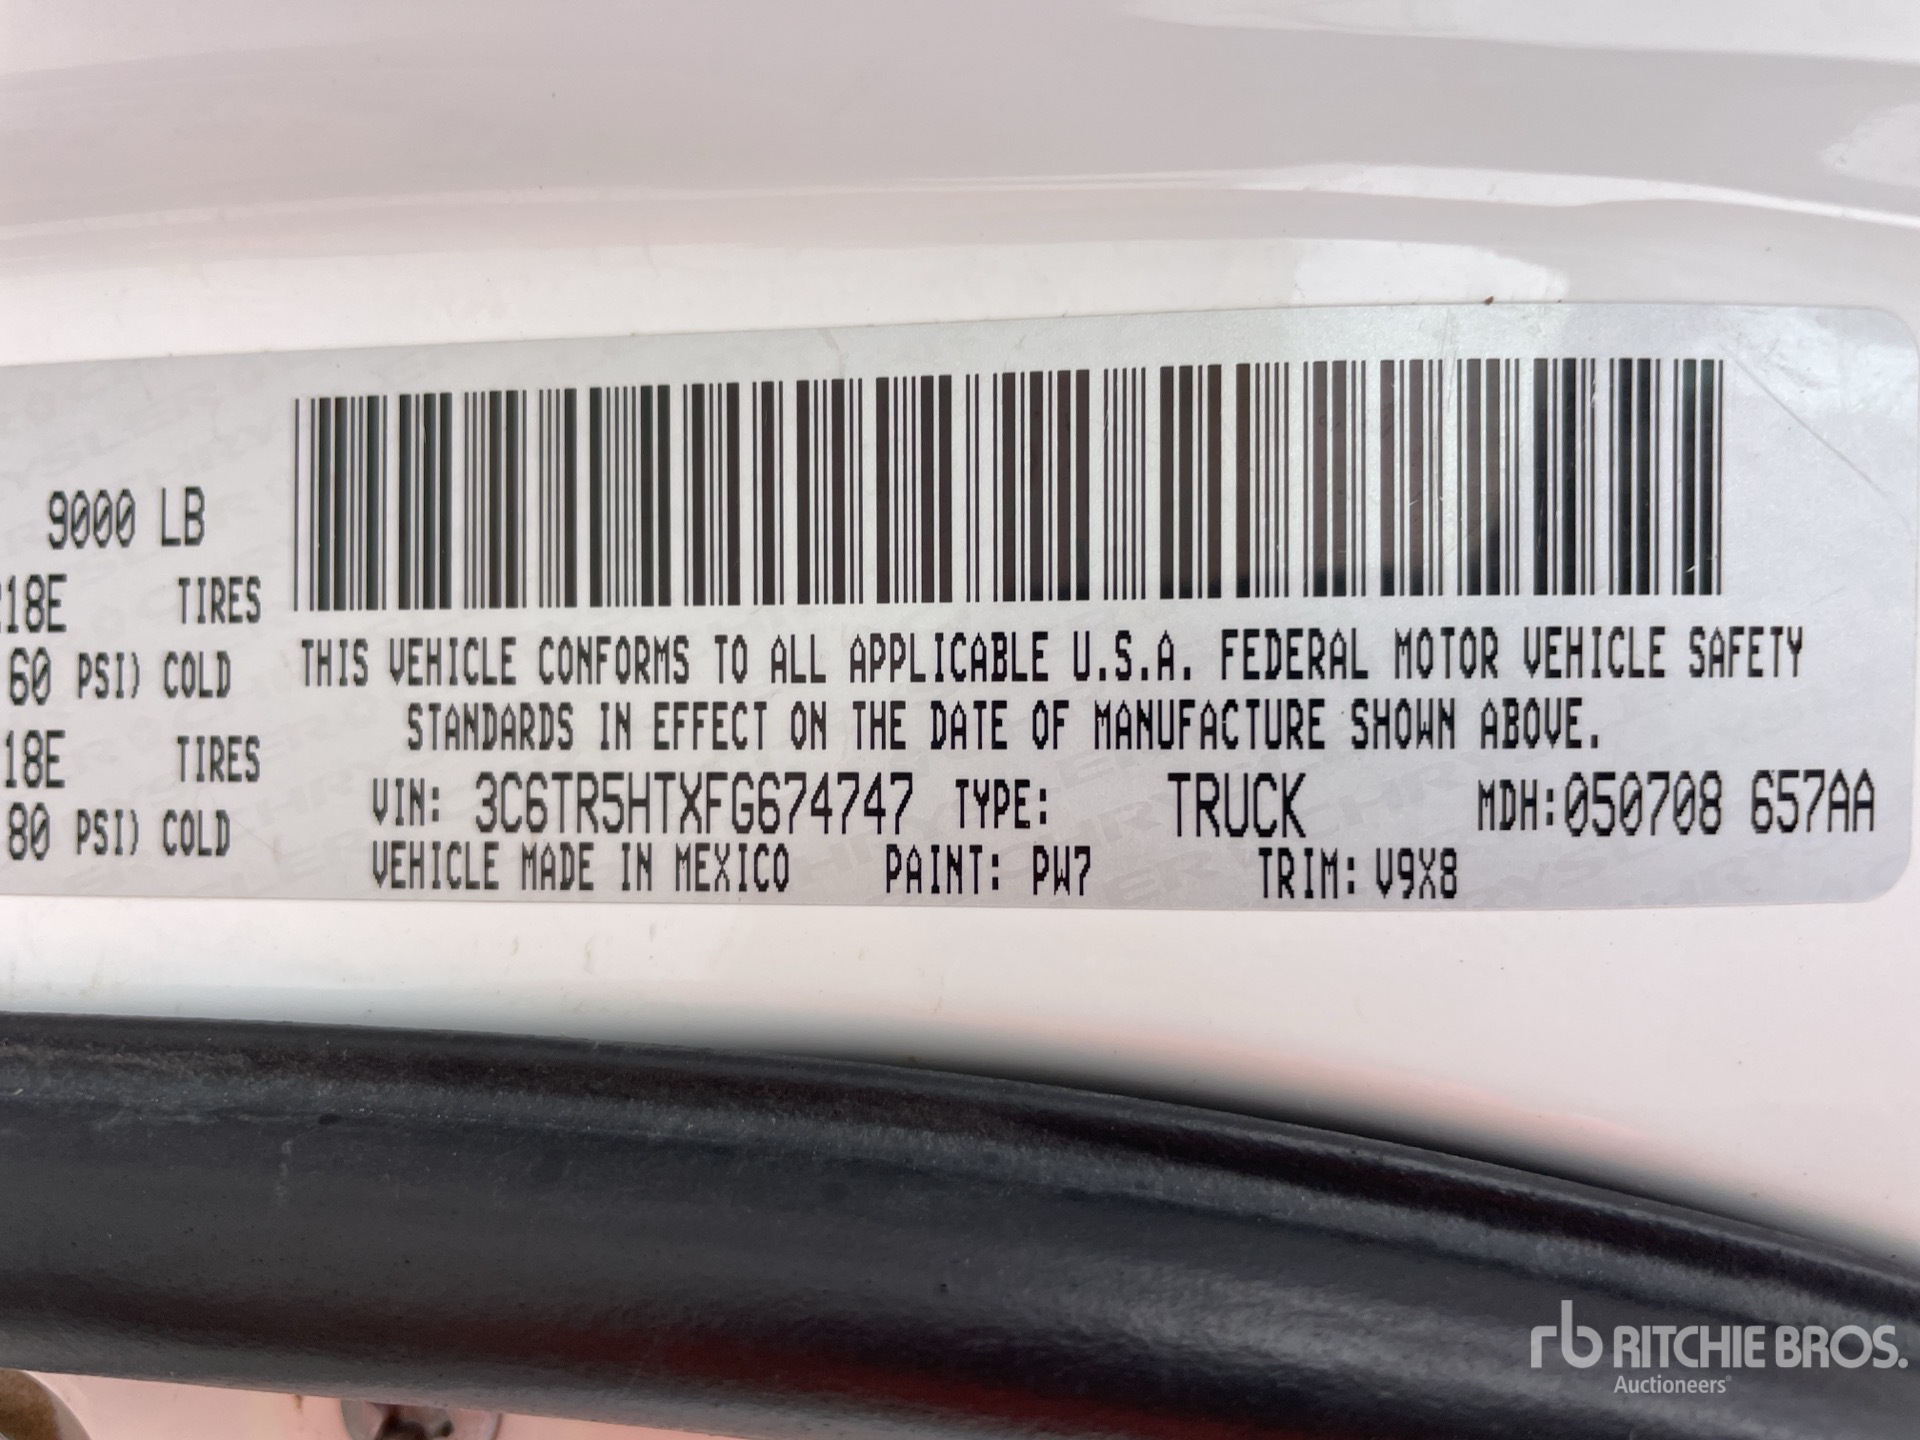 9000 LB
18E TIRES
60 PSI) COLD
18E TIRES
80 PSI) COLD
THIS VEHICLE CONFORMS TO ALL APPLICABLE U.S.A. FEDERAL MOTOR VEHICLE SAFETY
STANDARDS IN EFFECT ON THE DATE OF MANUFACTURE SHOWN ABOVE.
VIN: 3C6TR5HTXFG674747 TYPE: TRUCK MDH:050708 657AA
VEHICLE MADE IN MEXICO PAINT: PW7 TRIM: V9X8
rb RITCHIE BROS.
Auctioneers